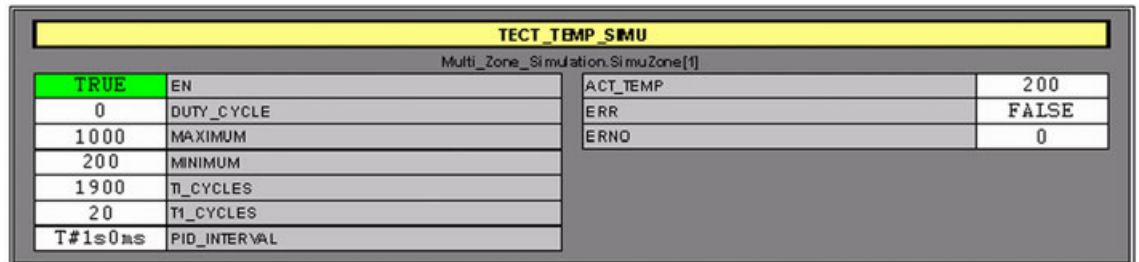 TECT_TEMP_SIMU
Multi_Zone_Simulation.SimuZone[1]
TRUE EN ACT_TEMP 200
0 DUTY_CYCLE ERR FALSE
1000 MAXIMUM ERNO 0
200 MINIMUM
1900 TI_CYCLES
20 T1_CYCLES
T#1s0ms PID_INTERVAL